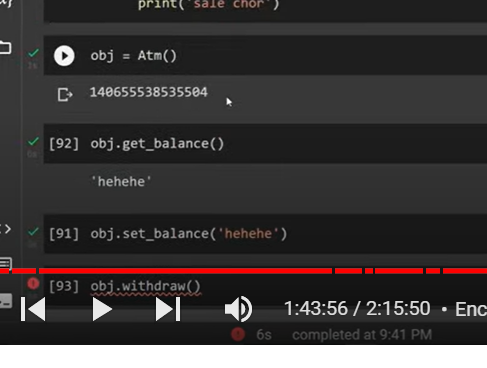 print('sale chor')
obj = Atm()
140655538535504
[92] obj.get_balance()
'hehehe'
[91] obj.set_balance('hehehe')
[93] obj.withdraw()
1:43:56 / 2:15:50 • Enc
6s completed at 9:41 PM